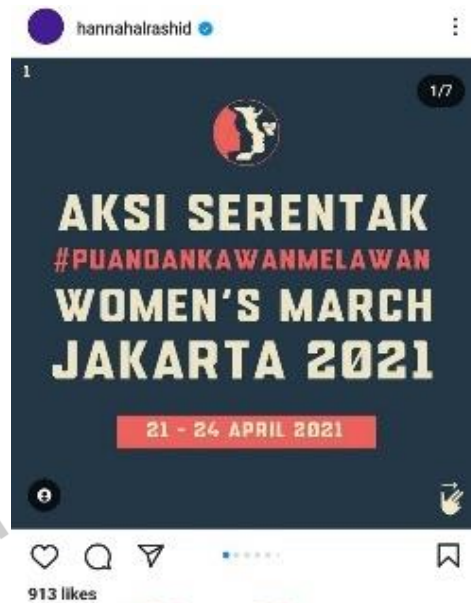 hannahalrashid
1
1/7
AKSI SERENTAK
#PUANDANKAWANMELAWAN
WOMEN'S MARCH
JAKARTA 2021
21 - 24 APRIL 2021
913 likes